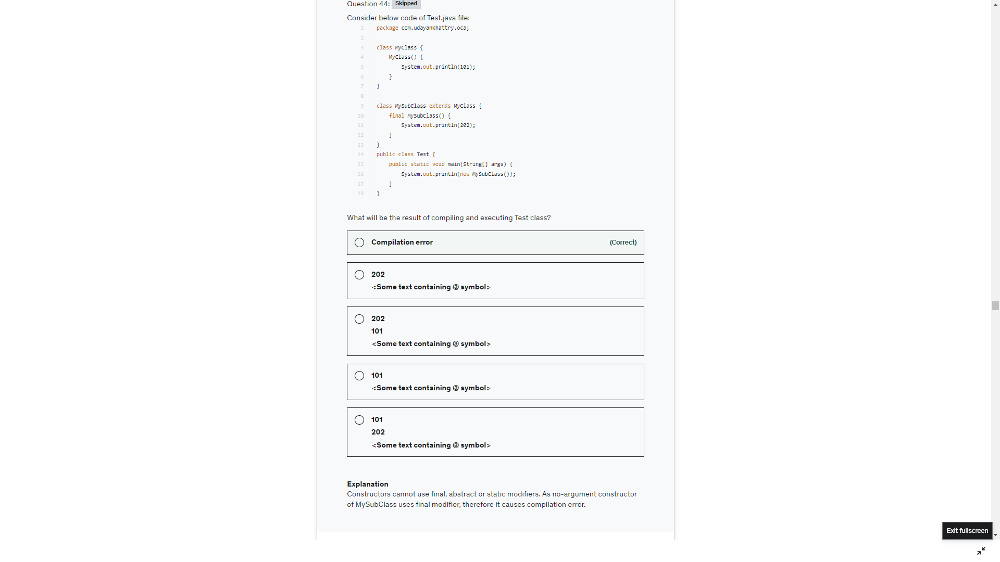 Question 44: Skipped
Consider below code of Test.java file:
1 package com.udayankhattry.oca;
2
3 class MyClass {
4     MyClass() {
5         System.out.println(101);
6     }
7 }
8
9 class MySubClass extends MyClass {
10     final MySubClass() {
11         System.out.println(202);
12     }
13 }
14 public class Test {
15     public static void main(String[] args) {
16         System.out.println(new MySubClass());
17     }
18 }
What will be the result of compiling and executing Test class?
Compilation error (Correct)
202
<Some text containing @ symbol>
202
101
<Some text containing @ symbol>
101
<Some text containing @ symbol>
101
202
<Some text containing @ symbol>
Explanation
Constructors cannot use final, abstract or static modifiers. As no-argument constructor
of MySubClass uses final modifier, therefore it causes compilation error.
Exit fullscreen